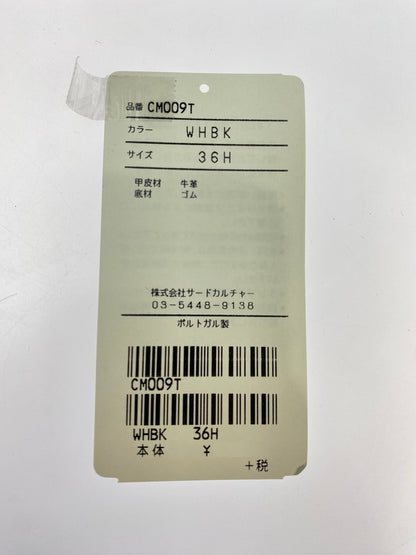 品番 CM009T
カラー WHBK
サイズ 36H
甲皮材 牛革
底材 ゴム
株式会社サードカルチャー
03-5448-9138
ポルトガル製
CM009T
WHBK 36H
本体 ¥
+税